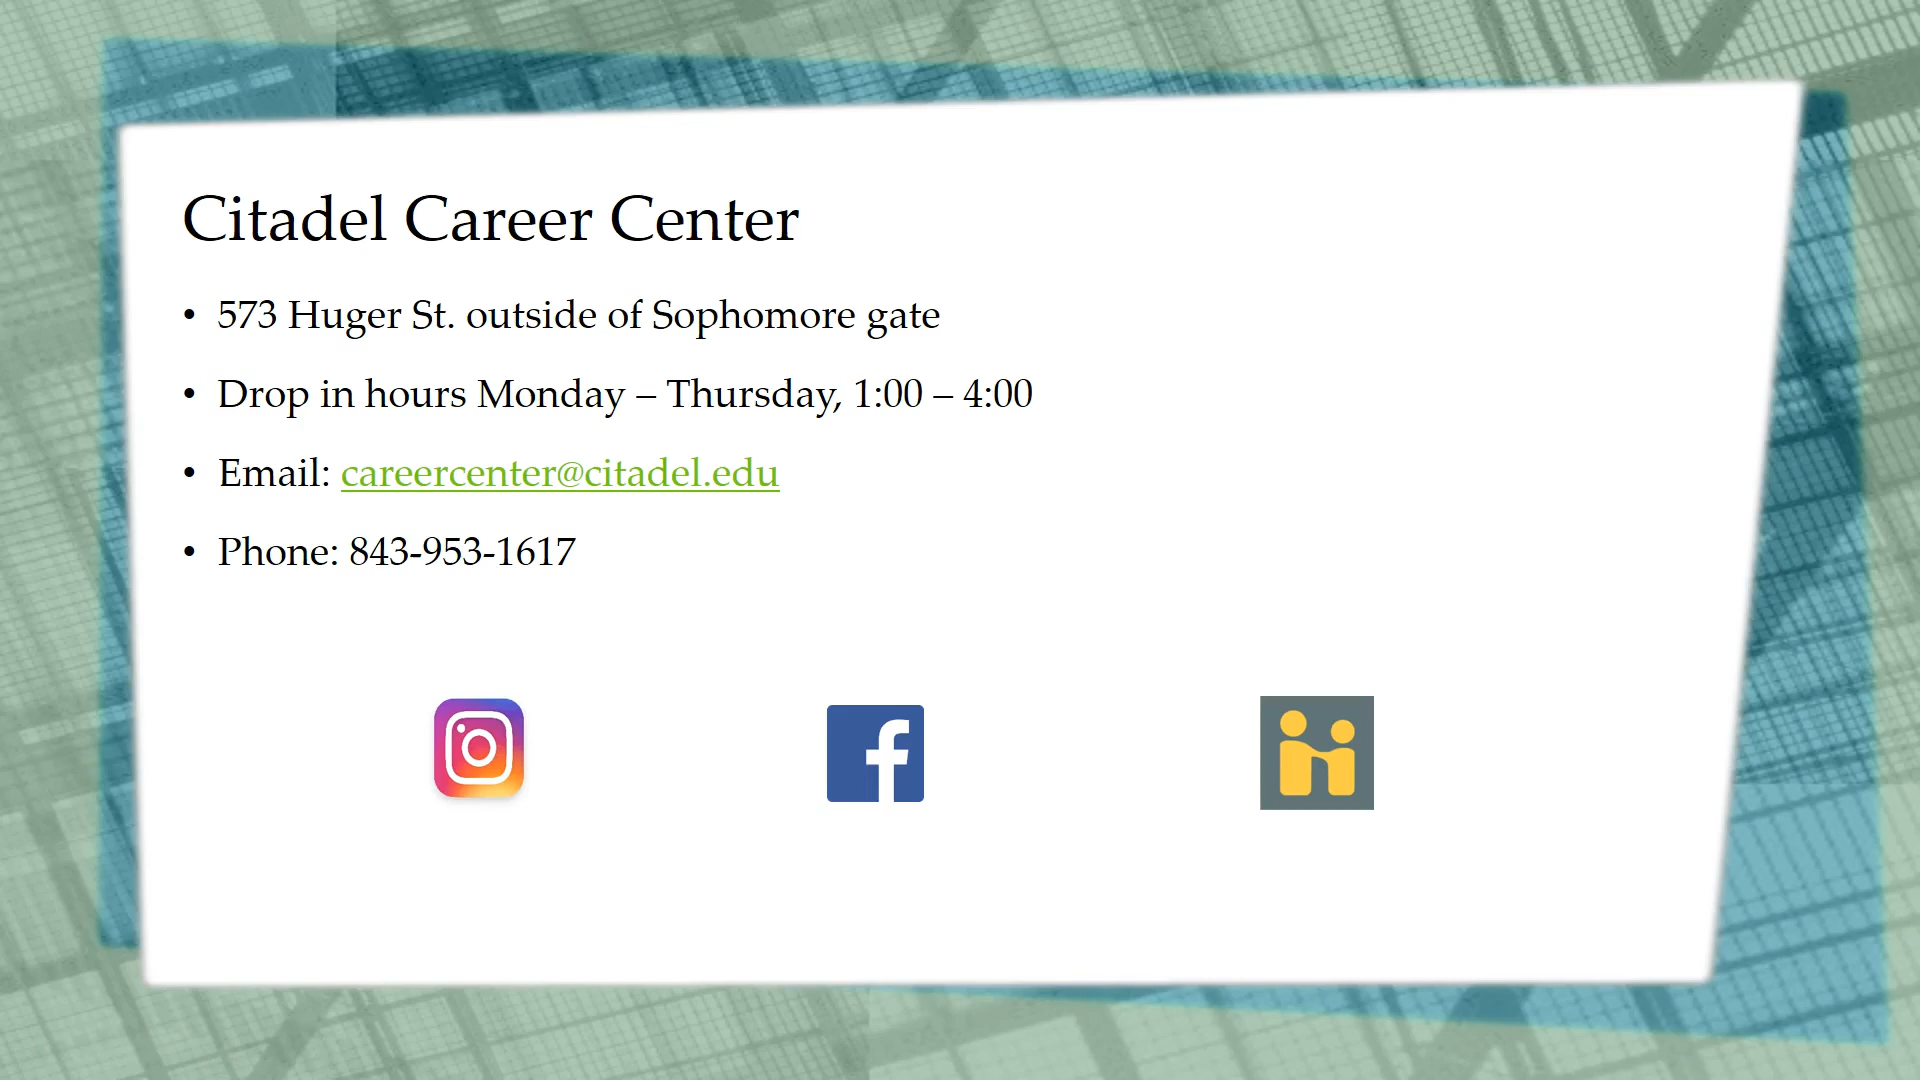 Citadel Career Center
• 573 Huger St. outside of Sophomore gate
• Drop in hours Monday – Thursday, 1:00 – 4:00
• Email: careercenter@citadel.edu
• Phone: 843-953-1617